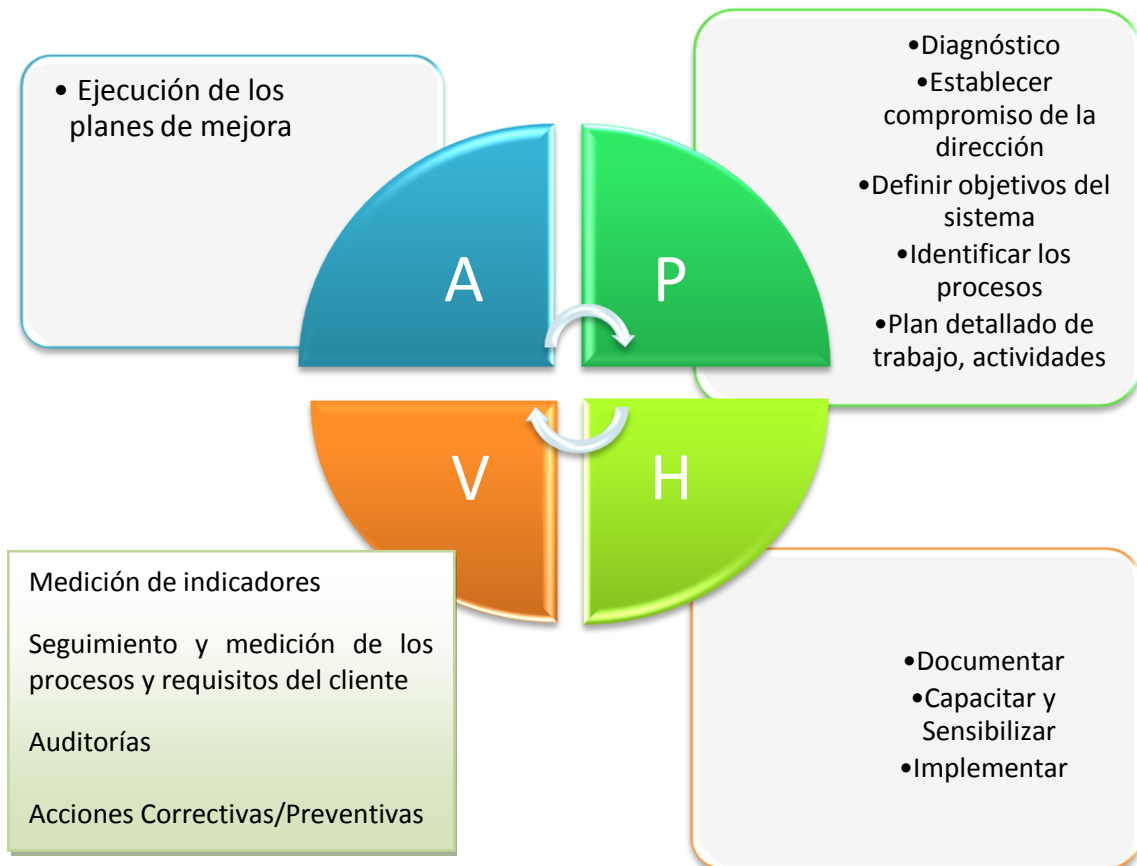 • Ejecución de los
planes de mejora
•Diagnóstico
•Establecer
compromiso de la
dirección
•Definir objetivos del
sistema
•Identificar los
procesos
•Plan detallado de
trabajo, actividades
A
P
V
H
Medición de indicadores
Seguimiento y medición de los
procesos y requisitos del cliente
Auditorías
Acciones Correctivas/Preventivas
•Documentar
•Capacitar y
Sensibilizar
•Implementar